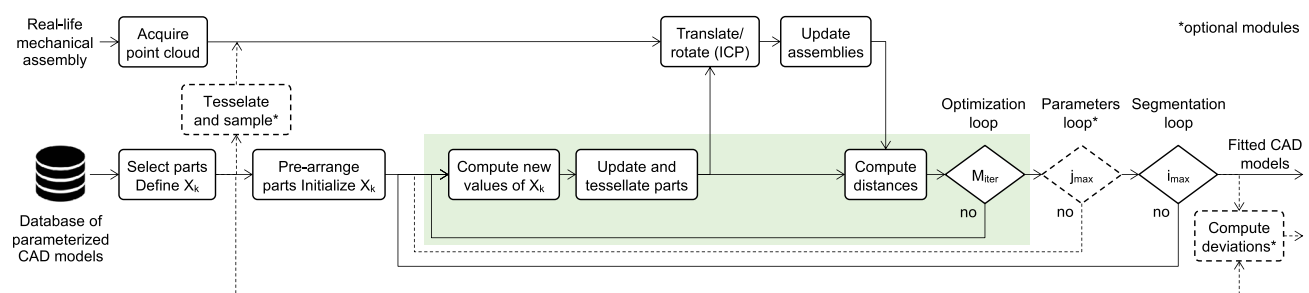 Real-life
mechanical
assembly
Acquire
point cloud
Translate/
rotate (ICP)
Update
assemblies
*optional modules
Tesselate
and sample*
Optimization
loop
Parameters
loop*
Segmentation
loop
Fitted CAD
models
Select parts
Define Xk
Pre-arrange
parts Initialize Xk
Compute new
values of Xk
Update and
tessellate parts
Compute
distances
Miter
jmax
imax
no
no
no
Database of
parameterized
CAD models
Compute
deviations*